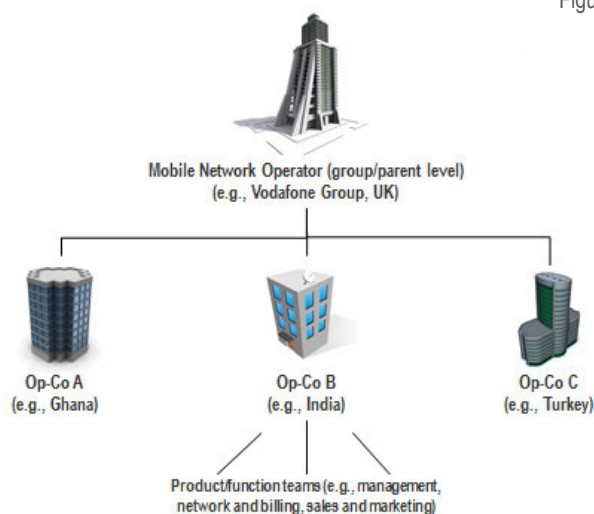 Figu
Mobile Network Operator (group/parent level)
(e.g., Vodafone Group, UK)
Op-Co A
(e.g., Ghana)
Op-Co B
(e.g., India)
Op-Co C
(e.g., Turkey)
Product/function teams (e.g., management,
network and billing, sales and marketing)